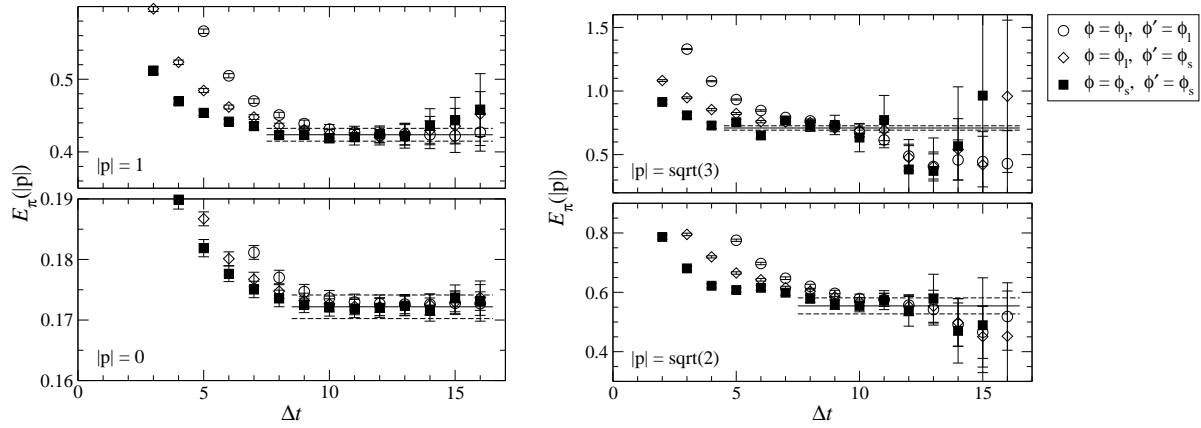 0.5
0.4
|p| = 1
0.19
0.18
0.17
0.16
|p| = 0
0 5 10 15
Δt
E_π(|p|)
1.5
1.0
0.5
|p| = sqrt(3)
0.8
0.6
0.4
|p| = sqrt(2)
0 5 10 15
Δt
E_π(|p|)
ϕ = ϕ_l, ϕ′ = ϕ_l
ϕ = ϕ_l, ϕ′ = ϕ_s
ϕ = ϕ_s, ϕ′ = ϕ_s